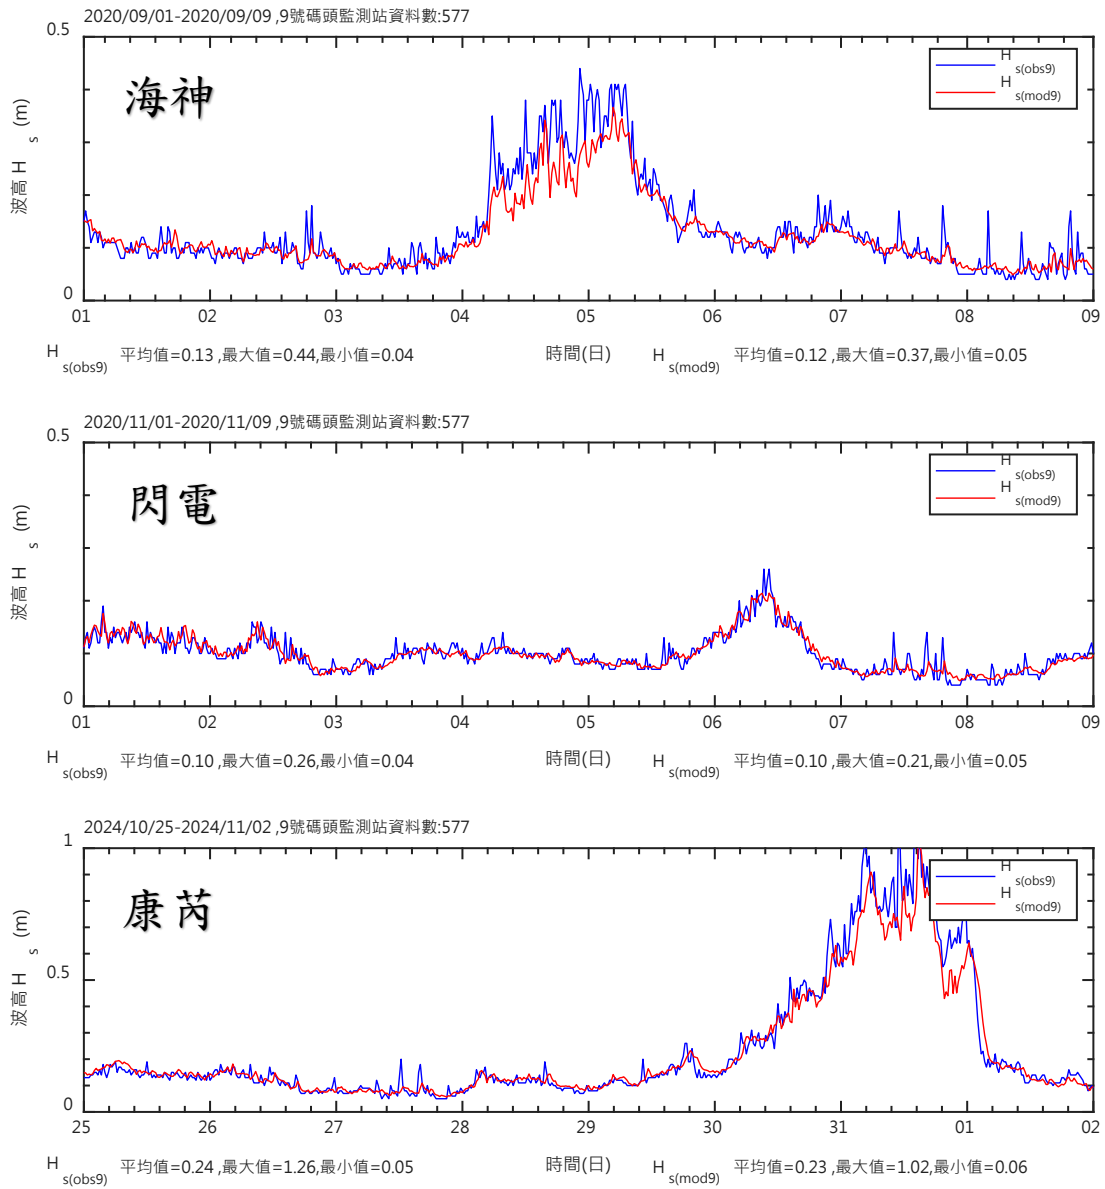 2020/09/01-2020/09/09 ,9號碼頭監測站資料數:577
0.5
海神
H s(obs9)
H s(mod9)
波高 H s (m)
0
01 02 03 04 05 06 07 08 09
H s(obs9) 平均值=0.13 ,最大值=0.44,最小值=0.04 時間(日) H s(mod9) 平均值=0.12 ,最大值=0.37,最小值=0.05
2020/11/01-2020/11/09 ,9號碼頭監測站資料數:577
0.5
閃電
H s(obs9)
H s(mod9)
波高 H s (m)
0
01 02 03 04 05 06 07 08 09
H s(obs9) 平均值=0.10 ,最大值=0.26,最小值=0.04 時間(日) H s(mod9) 平均值=0.10 ,最大值=0.21,最小值=0.05
2024/10/25-2024/11/02 ,9號碼頭監測站資料數:577
1
康芮
H s(obs9)
H s(mod9)
波高 H s (m)
0.5
0
25 26 27 28 29 30 31 01 02
H s(obs9) 平均值=0.24 ,最大值=1.26,最小值=0.05 時間(日) H s(mod9) 平均值=0.23 ,最大值=1.02,最小值=0.06